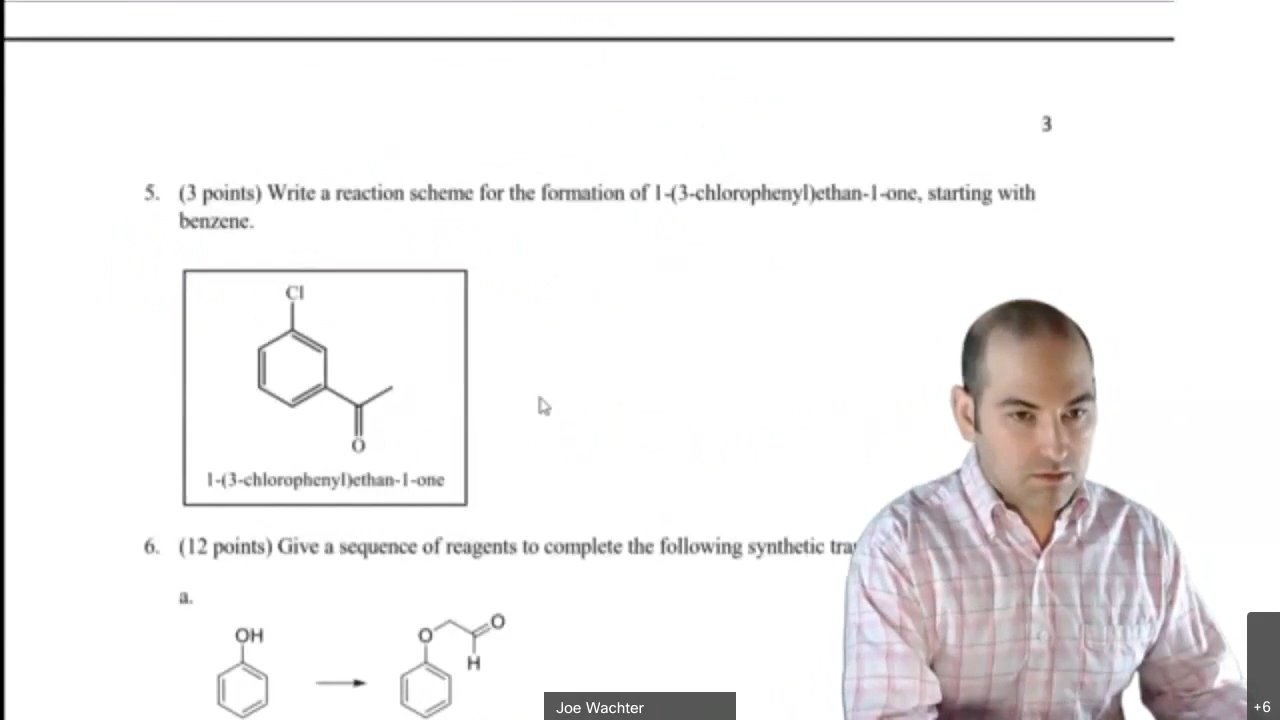 3
5. (3 points) Write a reaction scheme for the formation of 1-(3-chlorophenyl)ethan-1-one, starting with
benzene.
Cl
O
1-(3-chlorophenyl)ethan-1-one
6. (12 points) Give a sequence of reagents to complete the following synthetic
a.
OH
O
O
H
Joe Wachter
+6